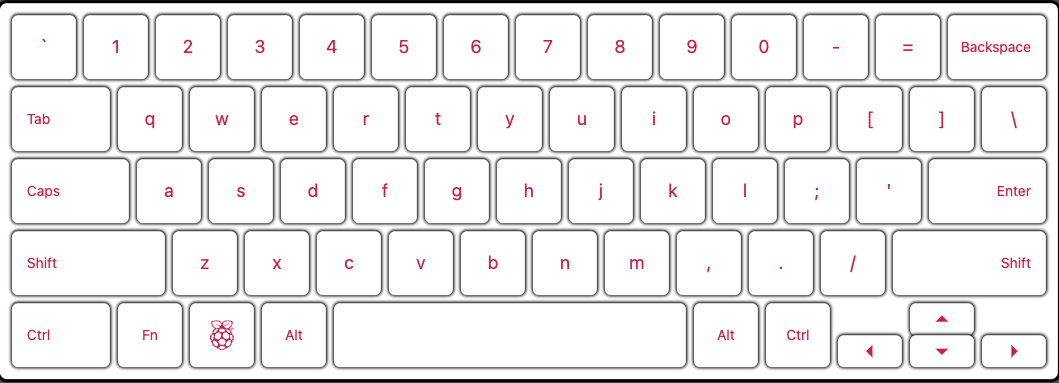 ` 1 2 3 4 5 6 7 8 9 0 - = Backspace
Tab q w e r t y u i o p [ ] \
Caps a s d f g h j k l ; ' Enter
Shift z x c v b n m , . / Shift
Ctrl Fn Alt Alt Ctrl